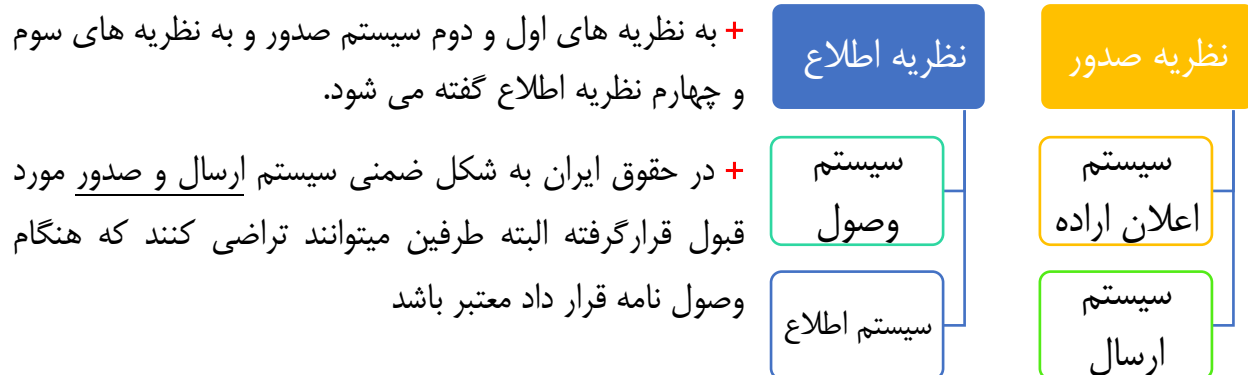 نظریه صدور
سیستم
اعلان اراده
سیستم
ارسال
نظریه اطلاع
سیستم
وصول
سیستم اطلاع
+ به نظریه های اول و دوم سیستم صدور و به نظریه های سوم
و چهارم نظریه اطلاع گفته می شود.
+ در حقوق ایران به شکل ضمنی سیستم ارسال و صدور مورد
قبول قرارگرفته البته طرفین میتوانند تراضی کنند که هنگام
وصول نامه قرار داد معتبر باشد